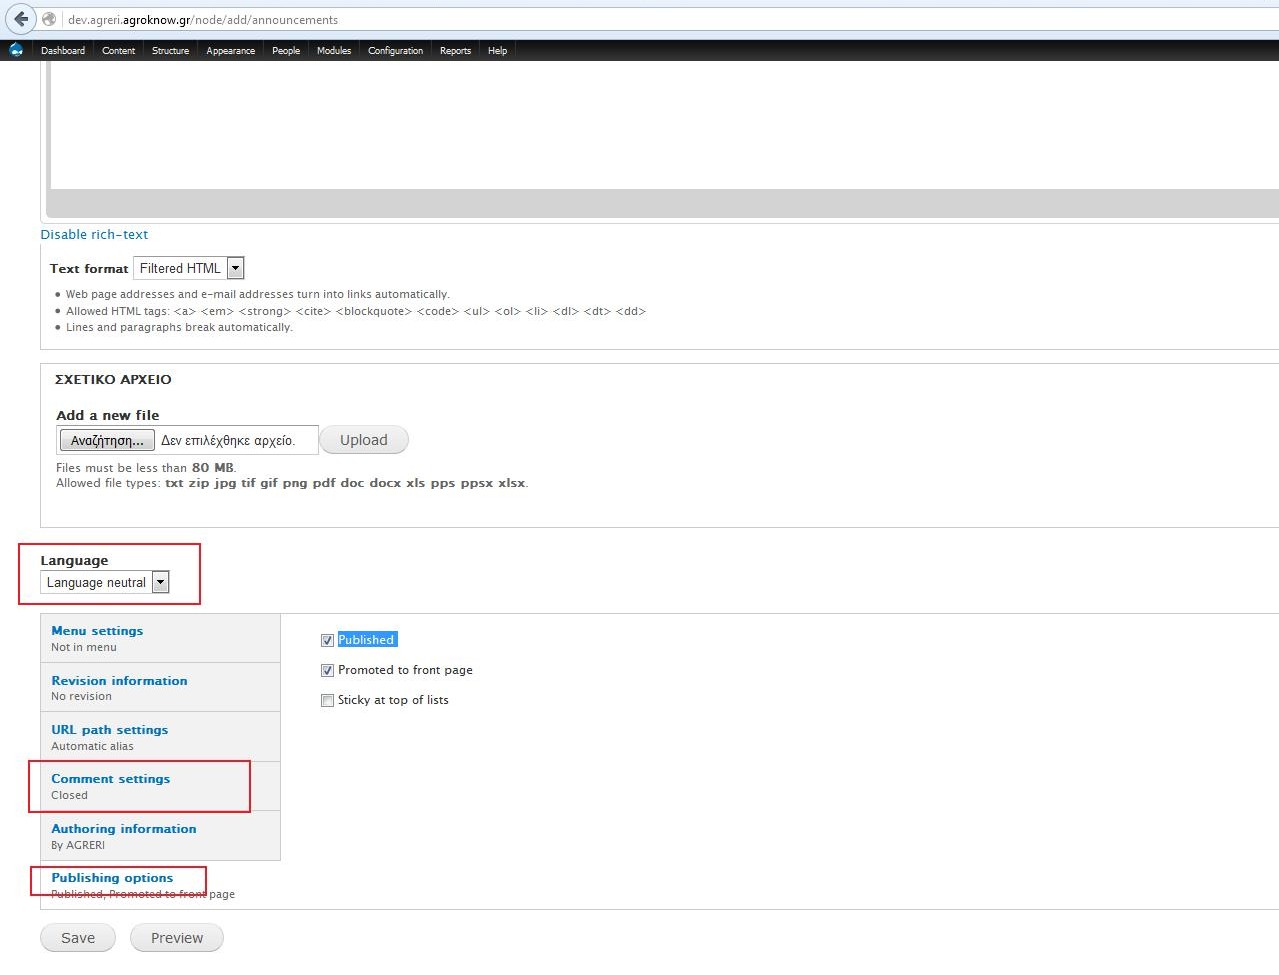 dev.agreri.agroknow.gr/node/add/announcements
Dashboard Content Structure Appearance People Modules Configuration Reports Help
Disable rich-text
Text format Filtered HTML
Web page addresses and e-mail addresses turn into links automatically.
Allowed HTML tags: <a> <em> <strong> <cite> <blockquote> <code> <ul> <ol> <li> <dl> <dt> <dd>
Lines and paragraphs break automatically.
ΣΧΕΤΙΚΟ ΑΡΧΕΙΟ
Add a new file
Αναζήτηση... Δεν επιλέχθηκε αρχείο. Upload
Files must be less than 80 MB.
Allowed file types: txt zip jpg tif gif png pdf doc docx xls pps ppsx xlsx.
Language
Language neutral
Menu settings
Not in menu
Revision information
No revision
URL path settings
Automatic alias
Comment settings
Closed
Authoring information
By AGRERI
Publishing options
Published, Promoted to front page
Published
Promoted to front page
Sticky at top of lists
Save Preview